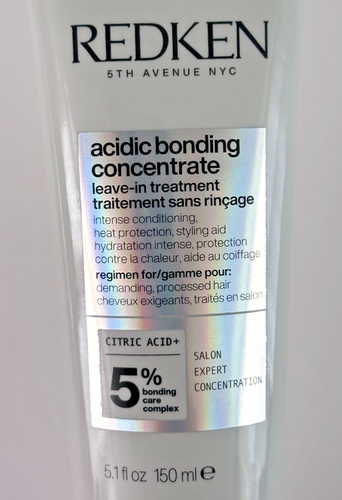 REDKEN
5TH AVENUE NYC
acidic bonding
concentrate
leave-in treatment
traitement sans rinçage
intense conditioning,
heat protection, styling aid
hydratation intense, protection
contre la chaleur, aide au coiffage
regimen for/gamme pour:
demanding, processed hair
cheveux exigeants, traités en salon
CITRIC ACID+
5%
bonding
care
complex
SALON
EXPERT
CONCENTRATION
5.1 fl oz 150 ml ℮